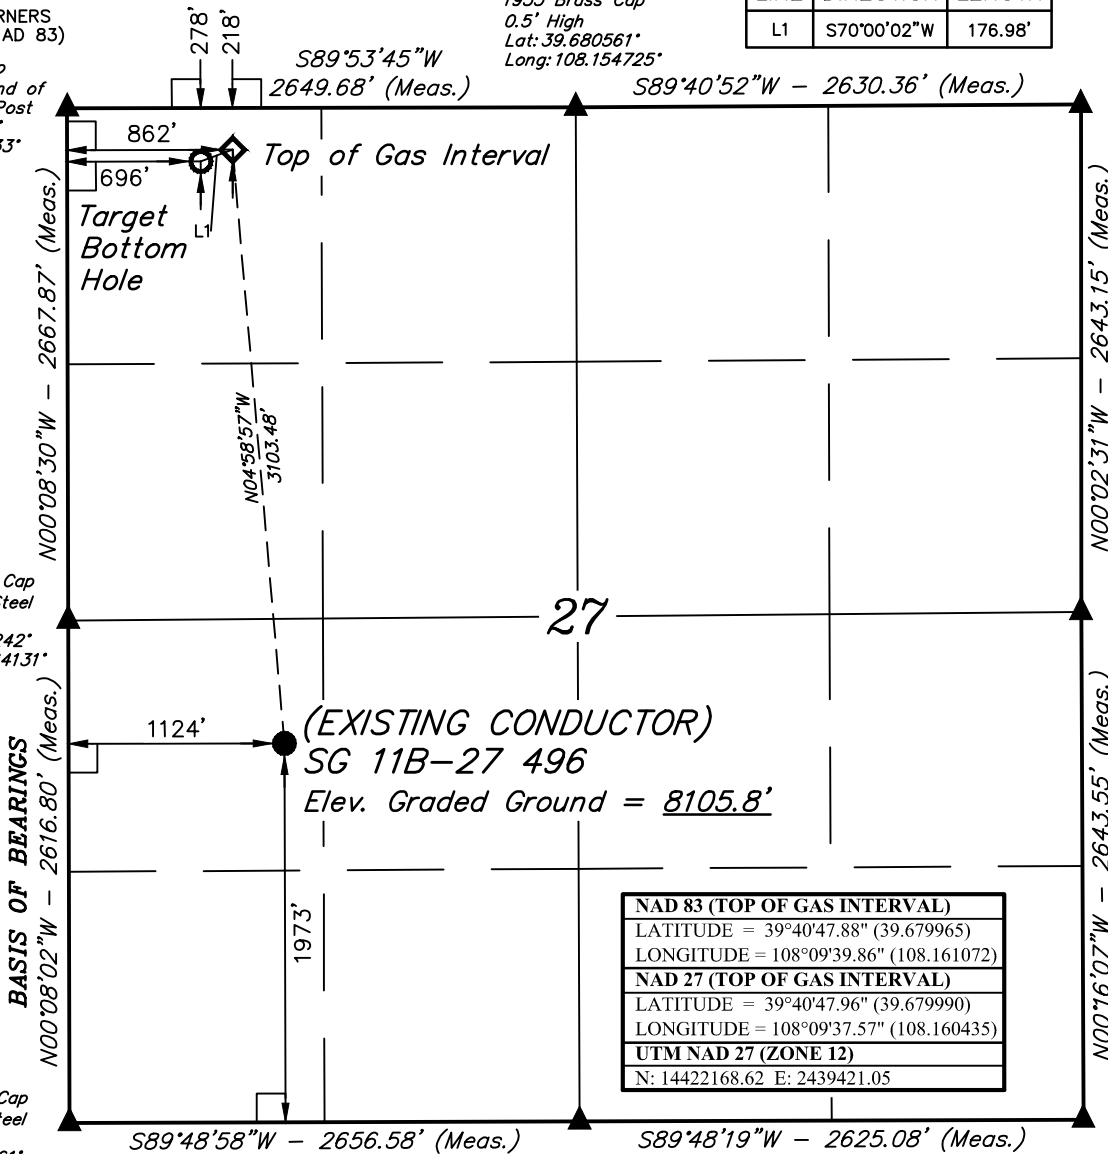 RNERS
AD 83)
nd of
Post
33°
278'
218'
S89°53'45"W
2649.68' (Meas.)
1933 Brass Cap
0.5' High
Lat: 39.680561°
Long: 108.154725°
L1 S70°00'02"W 176.98'
S89°40'52"W – 2630.36' (Meas.)
862'
696'
Top of Gas Interval
L1
Target
Bottom
Hole
N00°08'30"W – 2667.87' (Meas.)
N00°02'31"W – 2643.15' (Meas.)
N04°58'57"W
3103.48'
Cap
Steel
242°
4131°
27
1124'
(EXISTING CONDUCTOR)
SG 11B–27 496
Elev. Graded Ground = 8105.8'
BASIS OF BEARINGS
N00°08'02"W – 2616.80' (Meas.)
N00°16'07"W – 2643.55' (Meas.)
1973'
NAD 83 (TOP OF GAS INTERVAL)
LATITUDE = 39°40'47.88" (39.679965)
LONGITUDE = 108°09'39.86" (108.161072)
NAD 27 (TOP OF GAS INTERVAL)
LATITUDE = 39°40'47.96" (39.679990)
LONGITUDE = 108°09'37.57" (108.160435)
UTM NAD 27 (ZONE 12)
N: 14422168.62 E: 2439421.05
Cap
teel
S89°48'58"W – 2656.58' (Meas.)
S89°48'19"W – 2625.08' (Meas.)